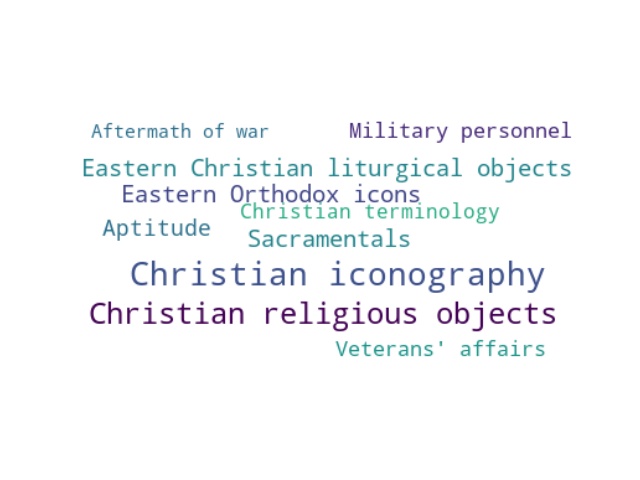 Aftermath of war
Military personnel
Eastern Christian liturgical objects
Eastern Orthodox icons
Christian terminology
Aptitude
Sacramentals
Christian iconography
Christian religious objects
Veterans' affairs